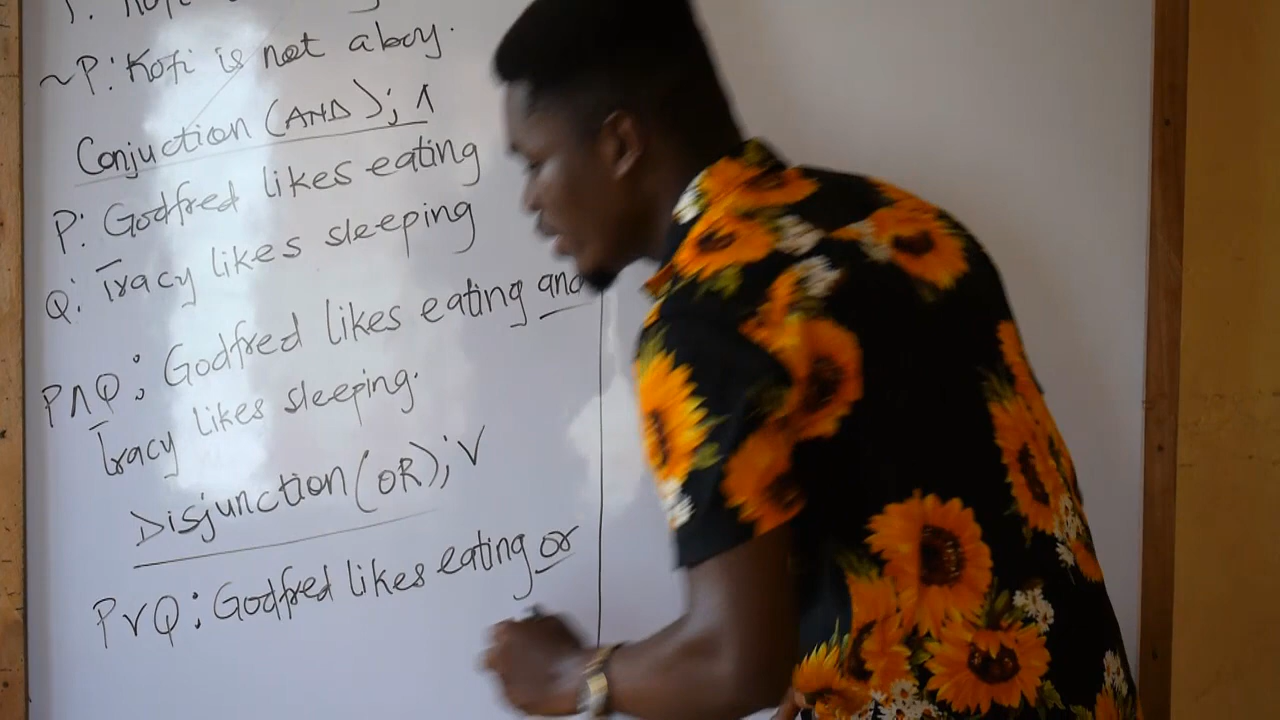 ~P: Kofi is not a boy.
Conjuction (AND); ∧
P: Godfred likes eating
Q: Tracy likes sleeping
P∧Q: Godfred likes eating and
Tracy likes sleeping.
Disjunction (OR); ∨
P∨Q: Godfred likes eating or